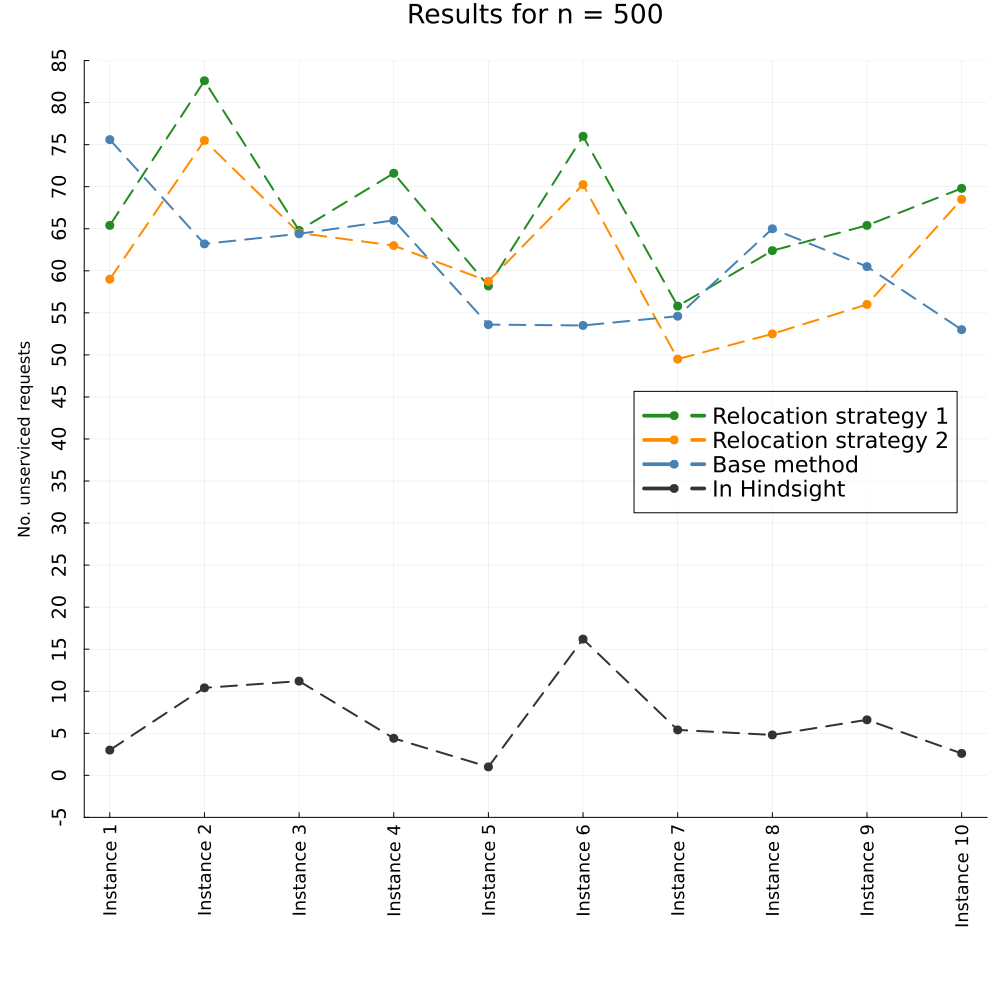 Results for n = 500
85
80
75
70
65
60
55
50
45
40
35
30
25
20
15
10
5
0
-5
No. unserviced requests
Relocation strategy 1
Relocation strategy 2
Base method
In Hindsight
Instance 1
Instance 2
Instance 3
Instance 4
Instance 5
Instance 6
Instance 7
Instance 8
Instance 9
Instance 10